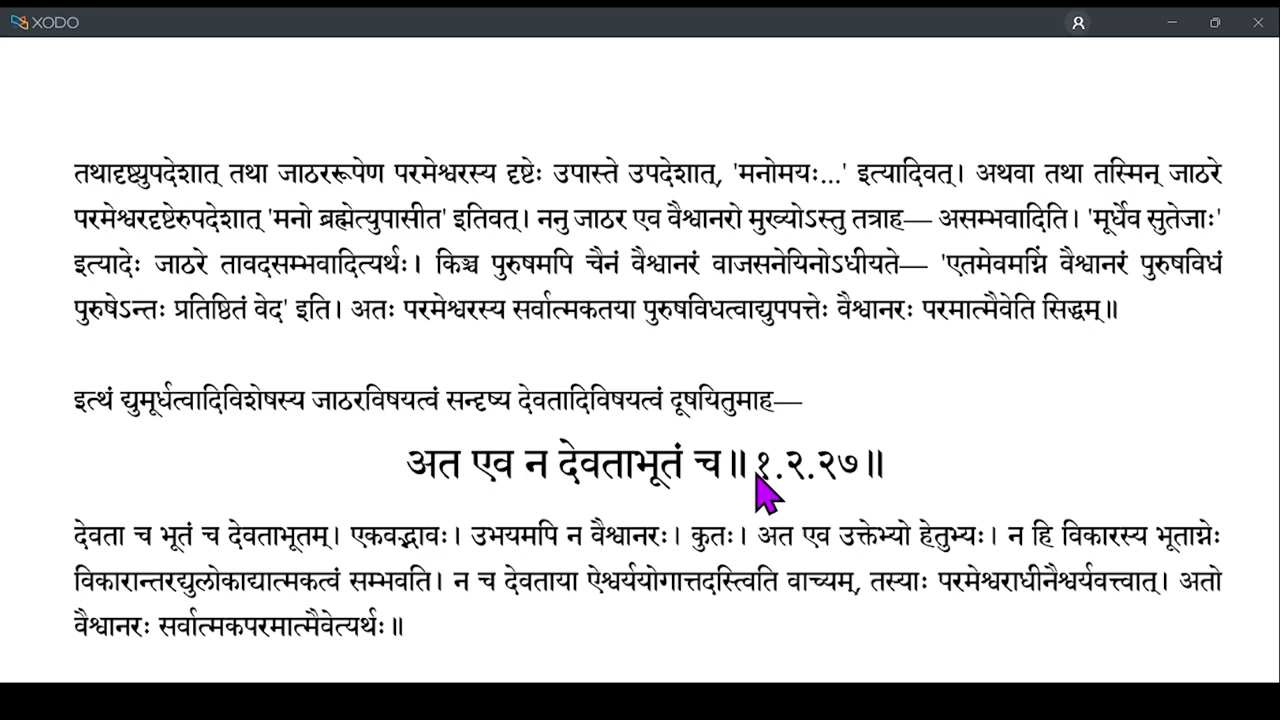 XODO
तथादृष्ट्युपदेशात् तथा जाठररूपेण परमेश्वरस्य दृष्टेः उपास्ते उपदेशात्, 'मनोमयः...' इत्यादिवत्। अथवा तथा तस्मिन् जाठरे
परमेश्वरदृष्टेरुपदेशात् 'मनो ब्रह्मेत्युपासीत' इतिवत्। ननु जाठर एव वैश्वानरो मुख्योऽस्तु तत्राह— असम्भवादिति। 'मूर्धेव सुतेजाः'
इत्यादेः जाठरे तावदसम्भवादित्यर्थः। किञ्च पुरुषमपि चैनं वैश्वानरं वाजसनेयिनोऽधीयते— 'एतमेवमग्निं वैश्वानरं पुरुषविधं
पुरुषेऽन्तः प्रतिष्ठितं वेद' इति। अतः परमेश्वरस्य सर्वात्मकतया पुरुषविधत्वाद्युपपत्तेः वैश्वानरः परमात्मैवेति सिद्धम्॥
इत्थं द्युमूर्धत्वादिविशेषस्य जाठरविषयत्वं सन्दृष्य देवतादिविषयत्वं दूषयितुमाह—
अत एव न देवताभूतं च॥१.२.२७॥
देवता च भूतं च देवताभूतम्। एकवद्भावः। उभयमपि न वैश्वानरः। कुतः। अत एव उक्तेभ्यो हेतुभ्यः। न हि विकारस्य भूताग्नेः
विकारान्तरद्युलोकाद्यात्मकत्वं सम्भवति। न च देवताया ऐश्वर्ययोगात्तदस्त्विति वाच्यम्, तस्याः परमेश्वराधीनैश्वर्यवत्त्वात्। अतो
वैश्वानरः सर्वात्मकपरमात्मैवेत्यर्थः॥